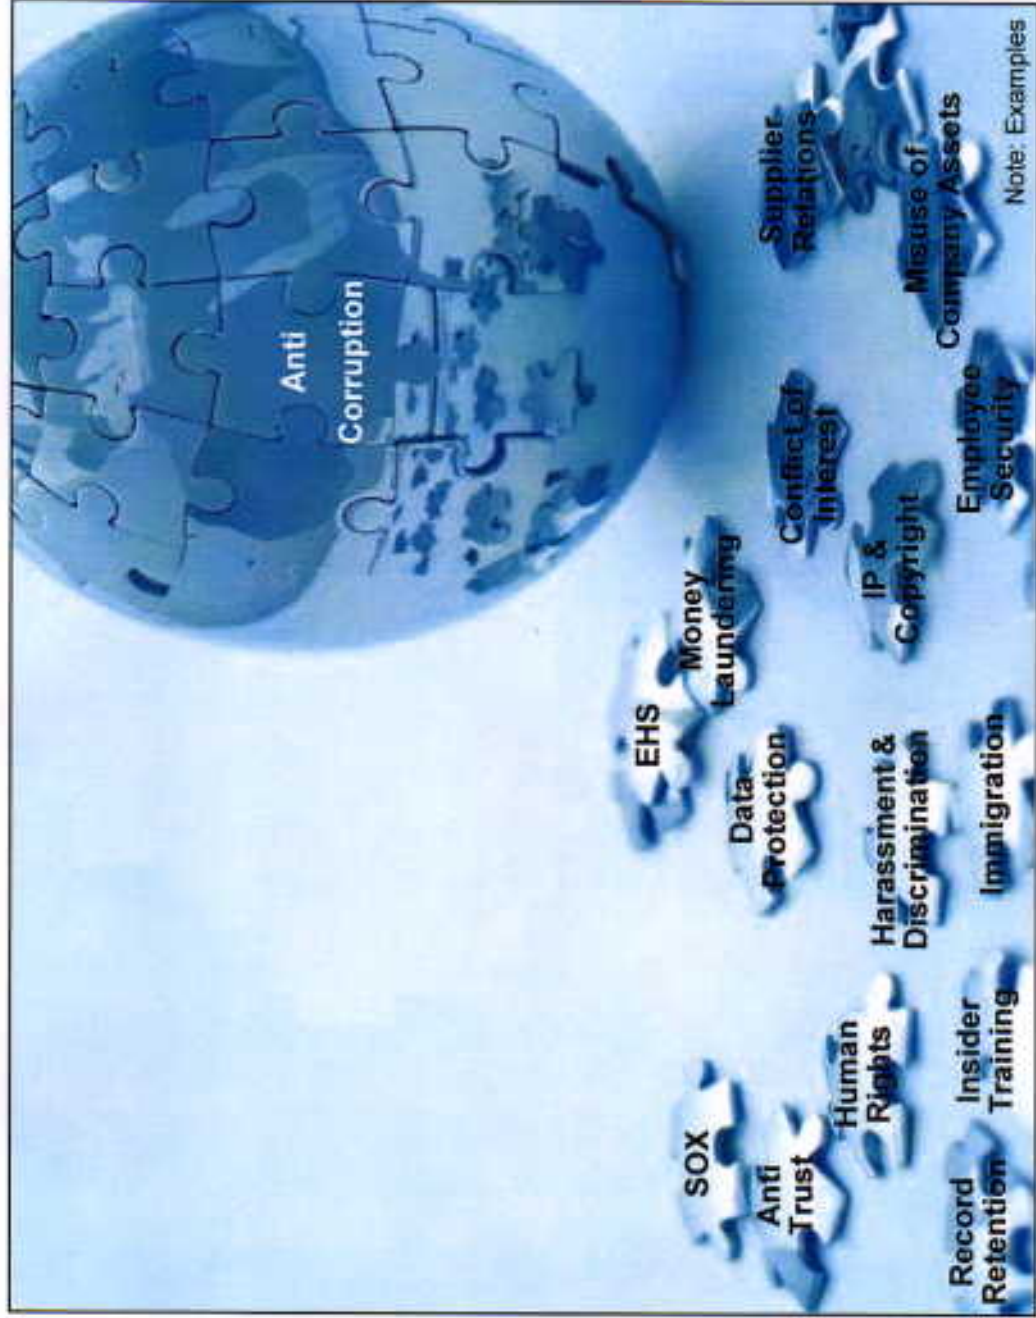 Anti
Corruption
EHS
SOX
Money
Laundering
Data
Protection
Anti
Trust
Supplier
Relations
Conflict of
Interest
Human
Rights
IP &
Copyright
Harassment &
Discrimination
Misuse of
Company Assets
Record
Retention
Insider
Training
Immigration
Employee
Security
Note: Examples